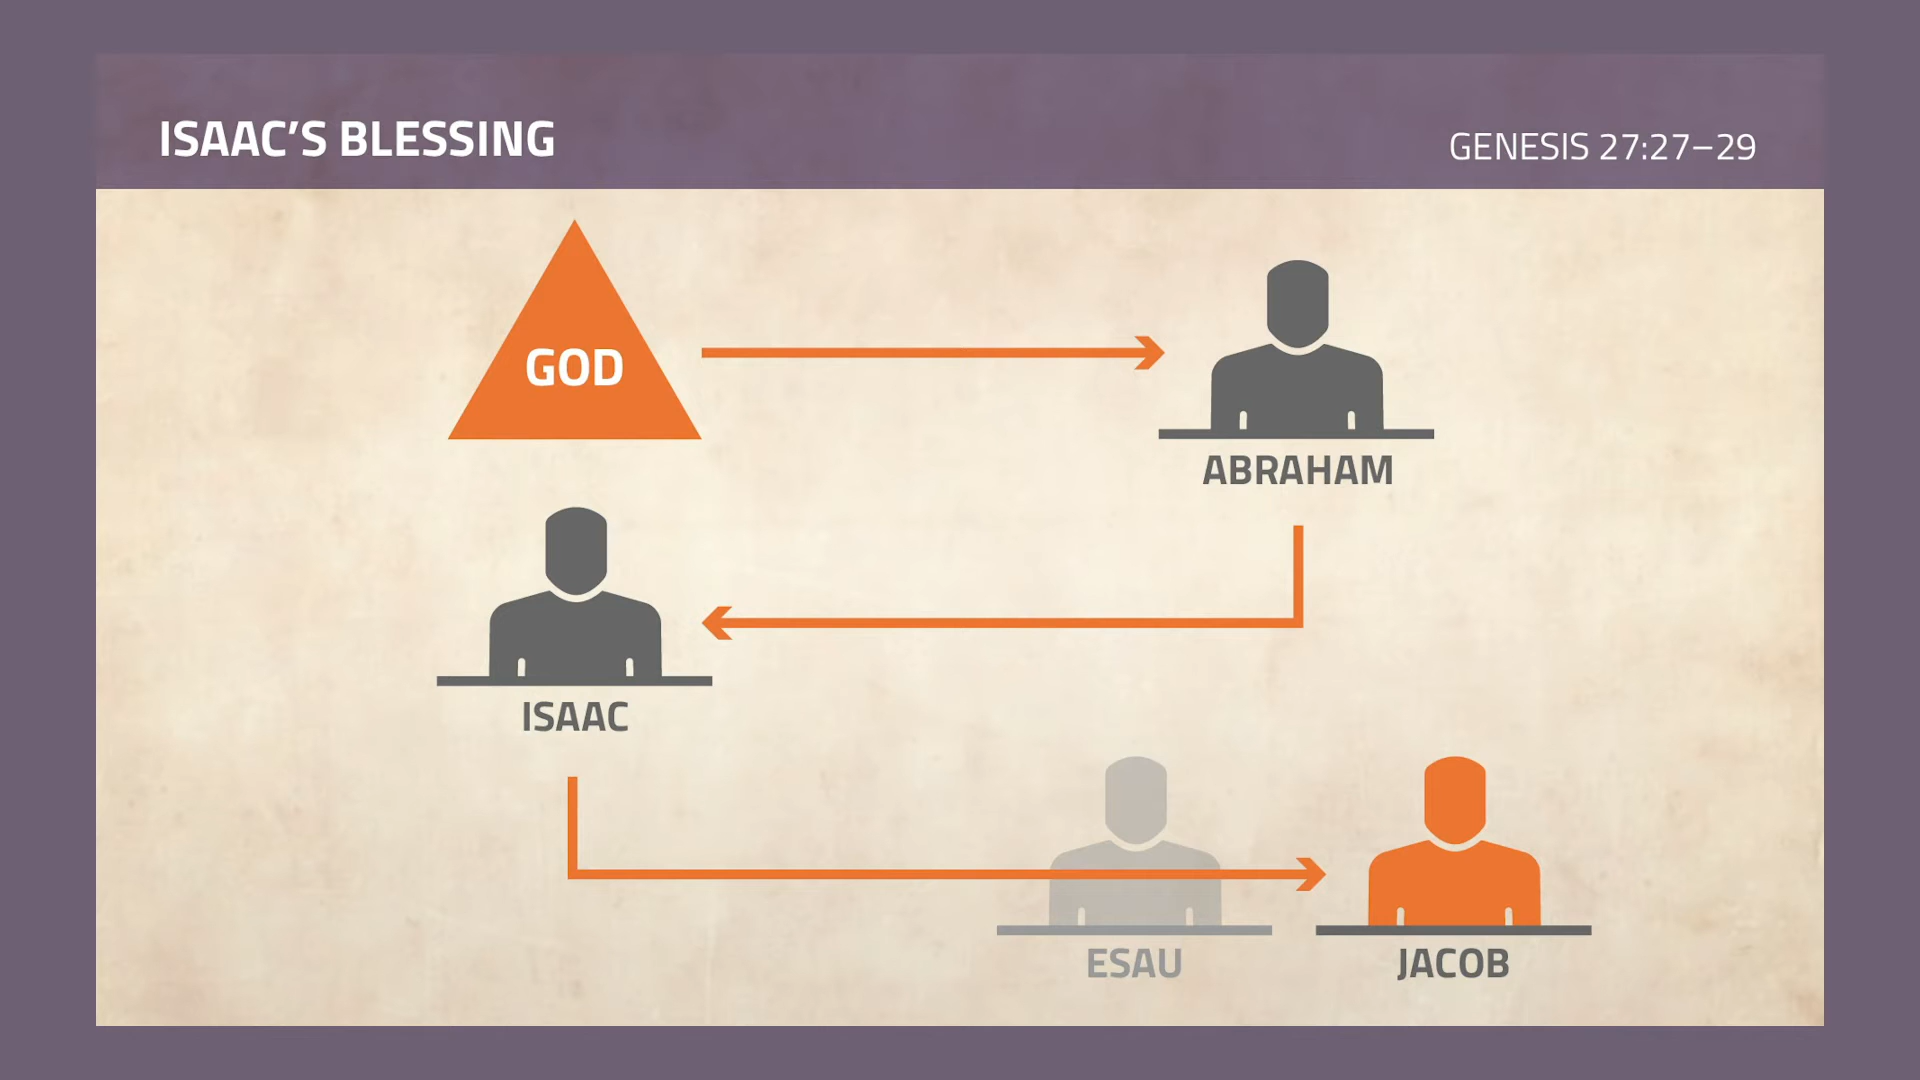 ISAAC’S BLESSING
GENESIS 27:27–29
GOD
ABRAHAM
ISAAC
ESAU
JACOB